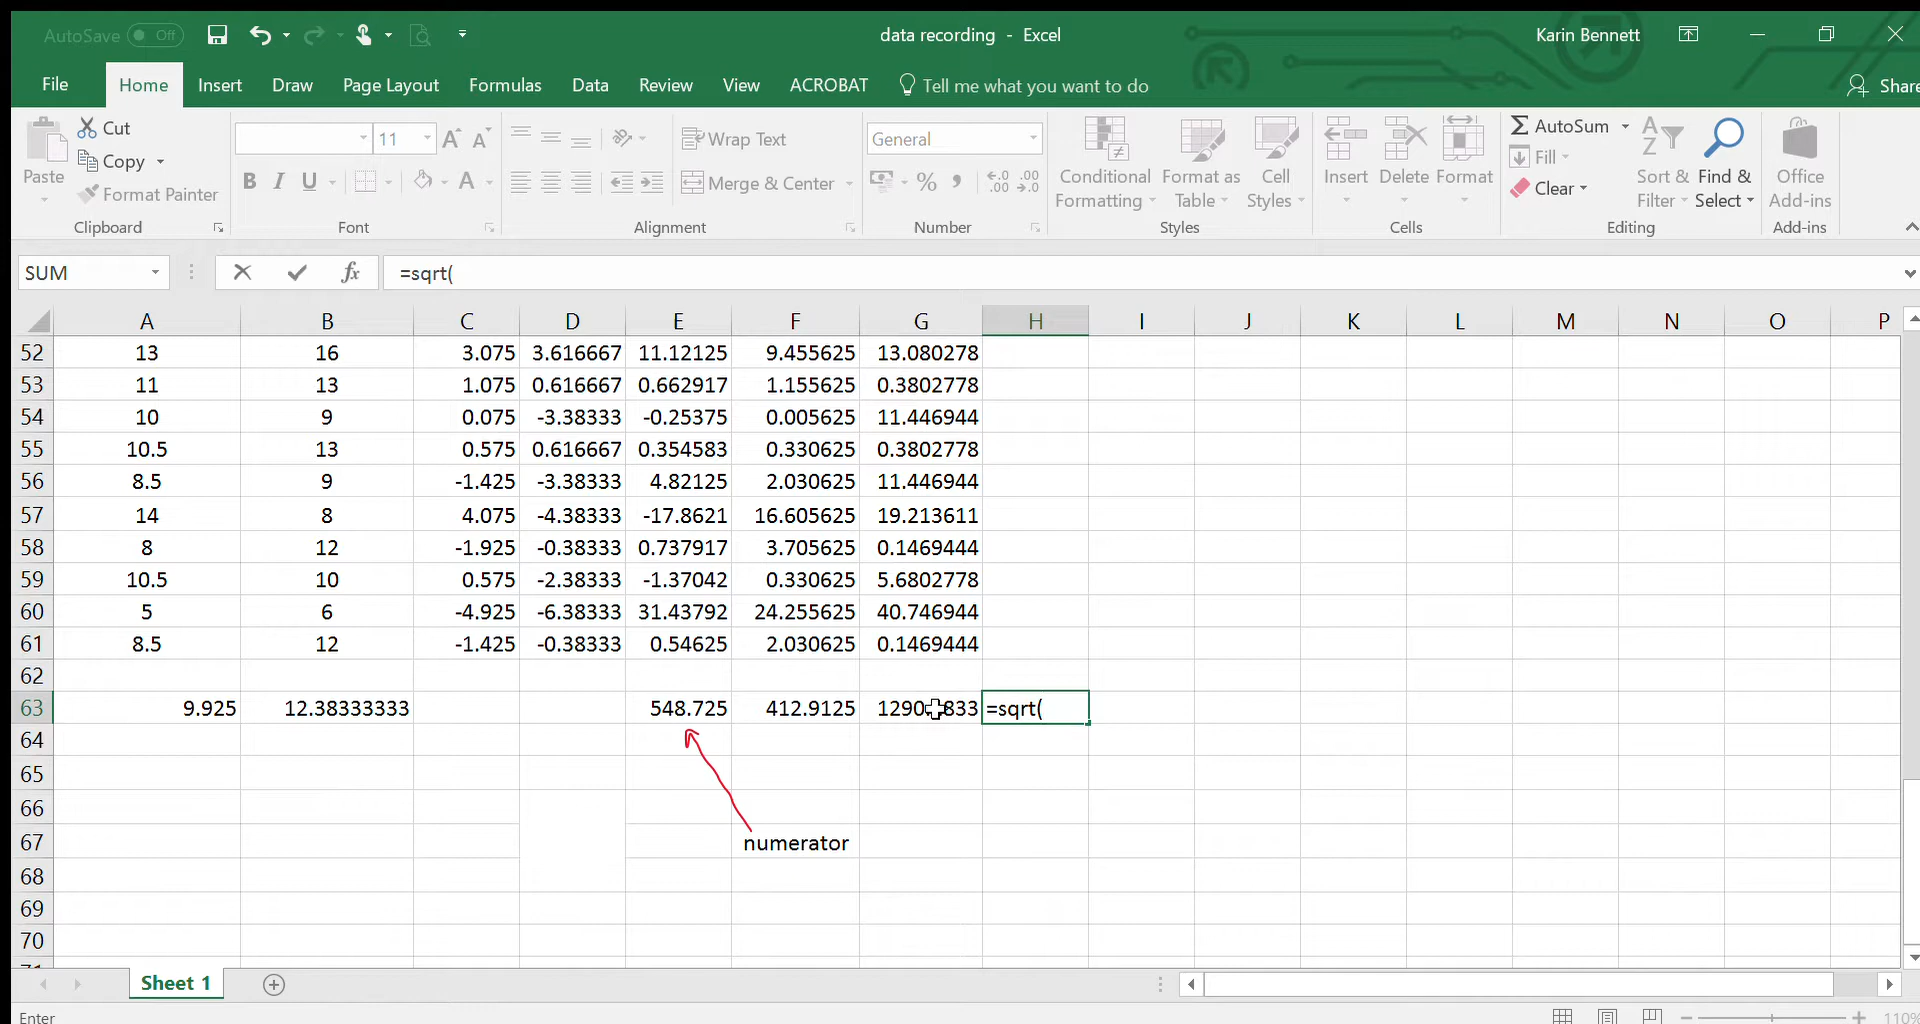 AutoSave Off data recording - Excel Karin Bennett
File Home Insert Draw Page Layout Formulas Data Review View ACROBAT Tell me what you want to do Share
Cut
Copy
Format Painter
Paste
Clipboard
11
B I U A
Font
Wrap Text
Merge & Center
Alignment
General
% ,
Number
Conditional Formatting
Format as Table
Cell Styles
Styles
Insert Delete Format
Cells
AutoSum
Fill
Clear
Sort & Filter
Find & Select
Editing
Office Add-ins
Add-ins
SUM fx =sqrt(
A B C D E F G H I J K L M N O P
52 13 16 3.075 3.616667 11.12125 9.455625 13.080278
53 11 13 1.075 0.616667 0.662917 1.155625 0.3802778
54 10 9 0.075 -3.38333 -0.25375 0.005625 11.446944
55 10.5 13 0.575 0.616667 0.354583 0.330625 0.3802778
56 8.5 9 -1.425 -3.38333 4.82125 2.030625 11.446944
57 14 8 4.075 -4.38333 -17.8621 16.605625 19.213611
58 8 12 -1.925 -0.38333 0.737917 3.705625 0.1469444
59 10.5 10 0.575 -2.38333 -1.37042 0.330625 5.6802778
60 5 6 -4.925 -6.38333 31.43792 24.255625 40.746944
61 8.5 12 -1.425 -0.38333 0.54625 2.030625 0.1469444
62
63 9.925 12.38333333 548.725 412.9125 =sqrt(
64
65
66
67 numerator
68
69
70
Sheet 1
Enter 110%